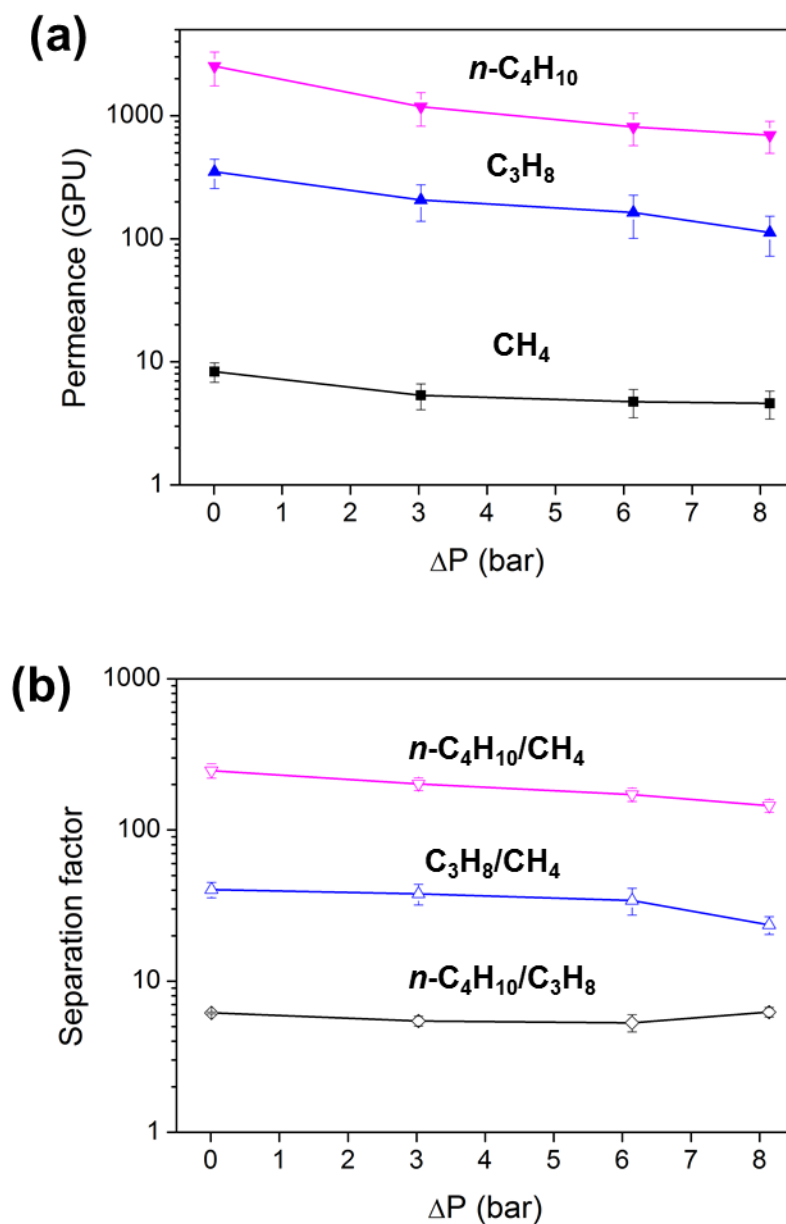 (a)
n-C₄H₁₀
C₃H₈
CH₄
Permeance (GPU)
1000
100
10
1
0 1 2 3 4 5 6 7 8
ΔP (bar)
(b)
n-C₄H₁₀/CH₄
C₃H₈/CH₄
n-C₄H₁₀/C₃H₈
Separation factor
1000
100
10
1
0 1 2 3 4 5 6 7 8
ΔP (bar)